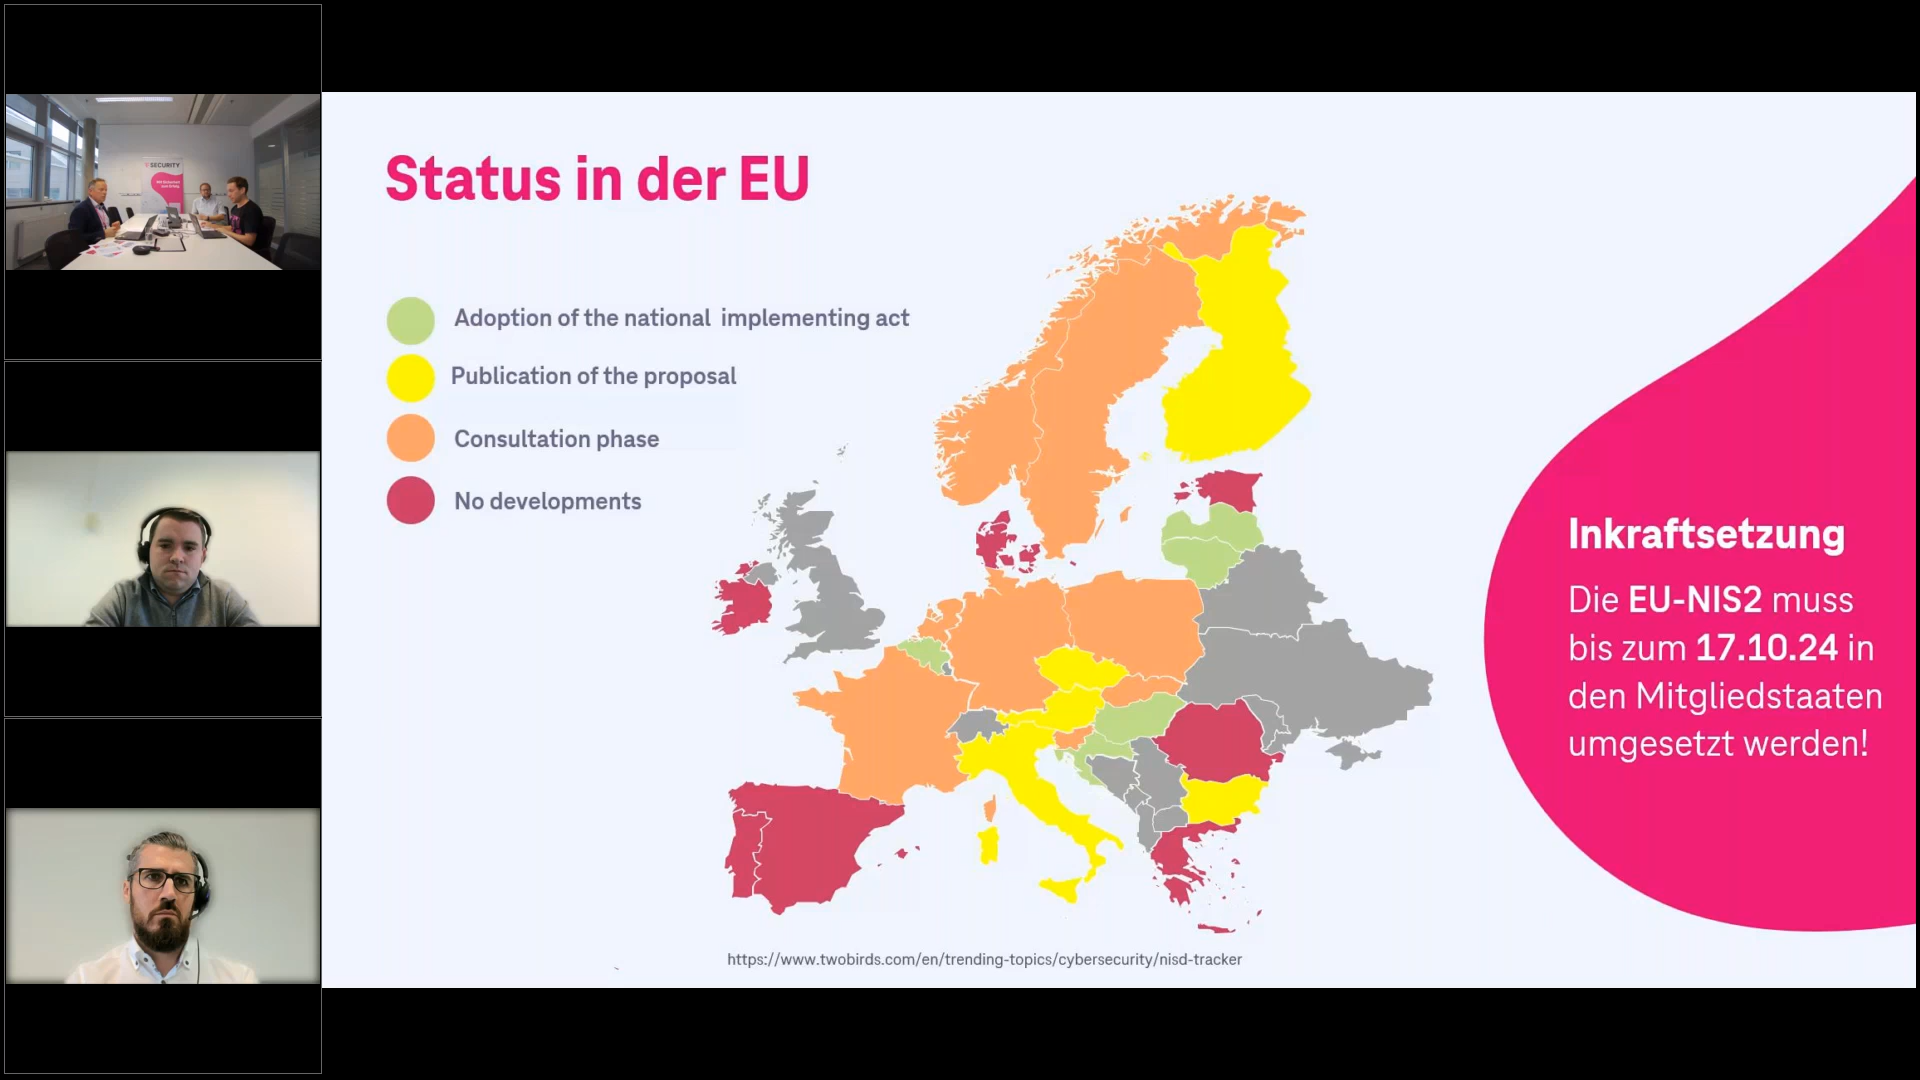 SECURITY
Status in der EU
Adoption of the national implementing act
Publication of the proposal
Consultation phase
No developments
Inkraftsetzung
Die EU-NIS2 muss
bis zum 17.10.24 in
den Mitgliedstaaten
umgesetzt werden!
https://www.twobirds.com/en/trending-topics/cybersecurity/nisd-tracker